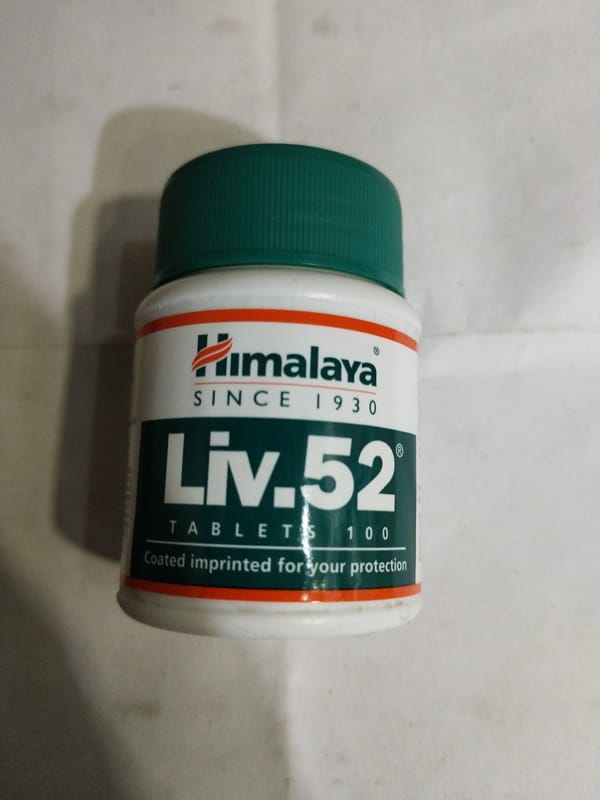 Himalaya®
SINCE 1930
Liv.52®
TABLETS 100
Coated imprinted for your protection